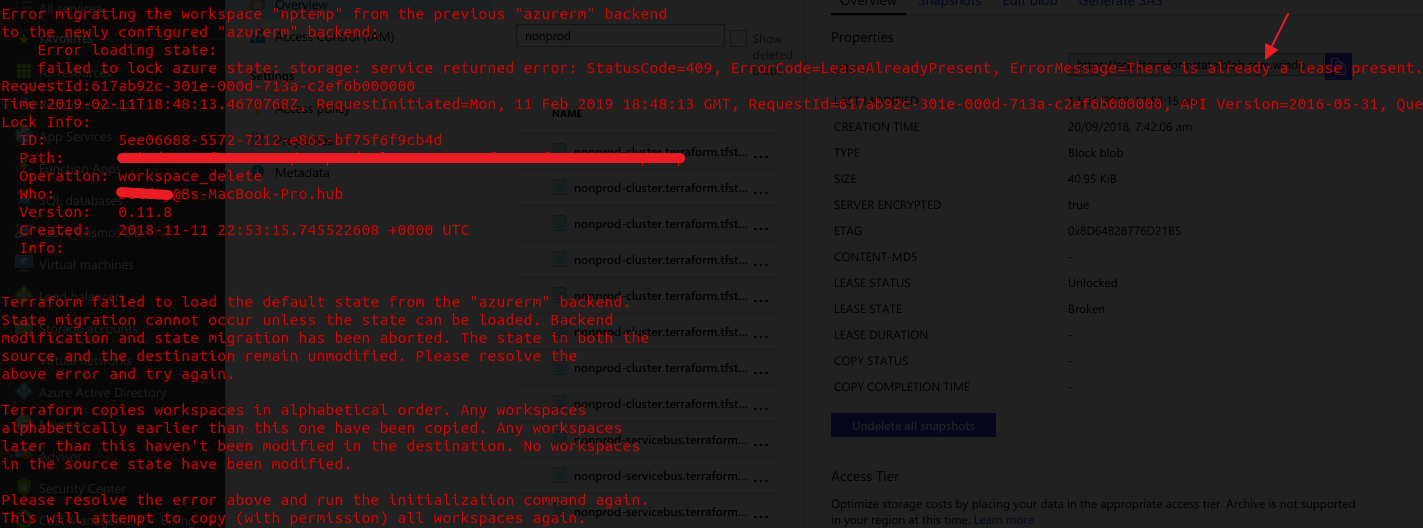 Error migrating the workspace "nptemp" from the previous "azurerm" backend
to the newly configured "azurerm" backend:
Error loading state:
failed to lock azure state: storage: service returned error: StatusCode=409, ErrorCode=LeaseAlreadyPresent, ErrorMessage=There is already a lease present.
RequestId:617ab92c-301e-000d-713a-c2ef6b000000
Time:2019-02-11T18:48:13.4670768Z, RequestInitiated=Mon, 11 Feb 2019 18:48:13 GMT, RequestId=617ab92c-301e-000d-713a-c2ef6b000000, API Version=2016-05-31, Que
Lock Info:
ID: 5ee06688-5572-7212-e865-bf75f6f9cb4d
Path:
Operation: workspace_delete
Who: @Bs-MacBook-Pro.hub
Version: 0.11.8
Created: 2018-11-11 22:53:15.745522608 +0000 UTC
Info:
Terraform failed to load the default state from the "azurerm" backend.
State migration cannot occur unless the state can be loaded. Backend
modification and state migration has been aborted. The state in both the
source and the destination remain unmodified. Please resolve the
above error and try again.
Terraform copies workspaces in alphabetical order. Any workspaces
alphabetically earlier than this one have been copied. Any workspaces
later than this haven't been modified in the destination. No workspaces
in the source state have been modified.
Please resolve the error above and run the initialization command again.
This will attempt to copy (with permission) all workspaces again.
All services
FAVORITES
All resources
App Services
Function Apps
SQL databases
Virtual machines
Load balancers
Storage accounts
Virtual networks
Azure Active Directory
Monitor
Advisor
Security Center
Overview
Access Control (IAM)
Settings
Access policy
Properties
Metadata
nonprod
Show
deleted
NAME
nonprod-cluster.terraform.tfst... ...
nonprod-cluster.terraform.tfst... ...
nonprod-cluster.terraform.tfst... ...
nonprod-cluster.terraform.tfst... ...
nonprod-cluster.terraform.tfst... ...
nonprod-cluster.terraform.tfst... ...
nonprod-cluster.terraform.tfst... ...
nonprod-cluster.terraform.tfst... ...
nonprod-servicebus.terraform... ...
nonprod-servicebus.terraform... ...
Overview Snapshots Edit blob Generate SAS
Properties
LAST MODIFIED
CREATION TIME 20/09/2018, 7:42:06 am
TYPE Block blob
SIZE 40.95 KiB
SERVER ENCRYPTED true
ETAG 0x8D64828776D21B5
CONTENT-MD5 -
LEASE STATUS Unlocked
LEASE STATE Broken
LEASE DURATION -
COPY STATUS -
COPY COMPLETION TIME -
Undelete all snapshots
Access Tier
Optimize storage costs by placing your data in the appropriate access tier. Archive is not supported
in your region at this time. Learn more